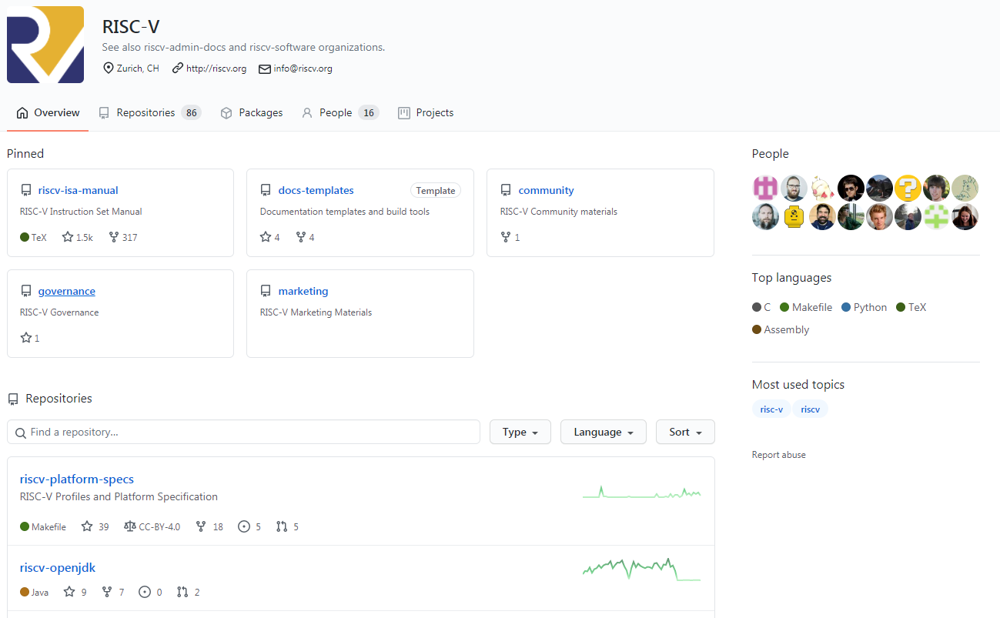 RISC-V
See also riscv-admin-docs and riscv-software organizations.
Zurich, CH http://riscv.org info@riscv.org
Overview Repositories 86 Packages People 16 Projects
Pinned
riscv-isa-manual
RISC-V Instruction Set Manual
TeX 1.5k 317
docs-templates Template
Documentation templates and build tools
4 4
community
RISC-V Community materials
1
governance
RISC-V Governance
1
marketing
RISC-V Marketing Materials
Repositories
Find a repository...
Type Language Sort
riscv-platform-specs
RISC-V Profiles and Platform Specification
Makefile 39 CC-BY-4.0 18 5 5
riscv-openjdk
Java 9 7 0 2
People
Top languages
C Makefile Python TeX
Assembly
Most used topics
risc-v riscv
Report abuse